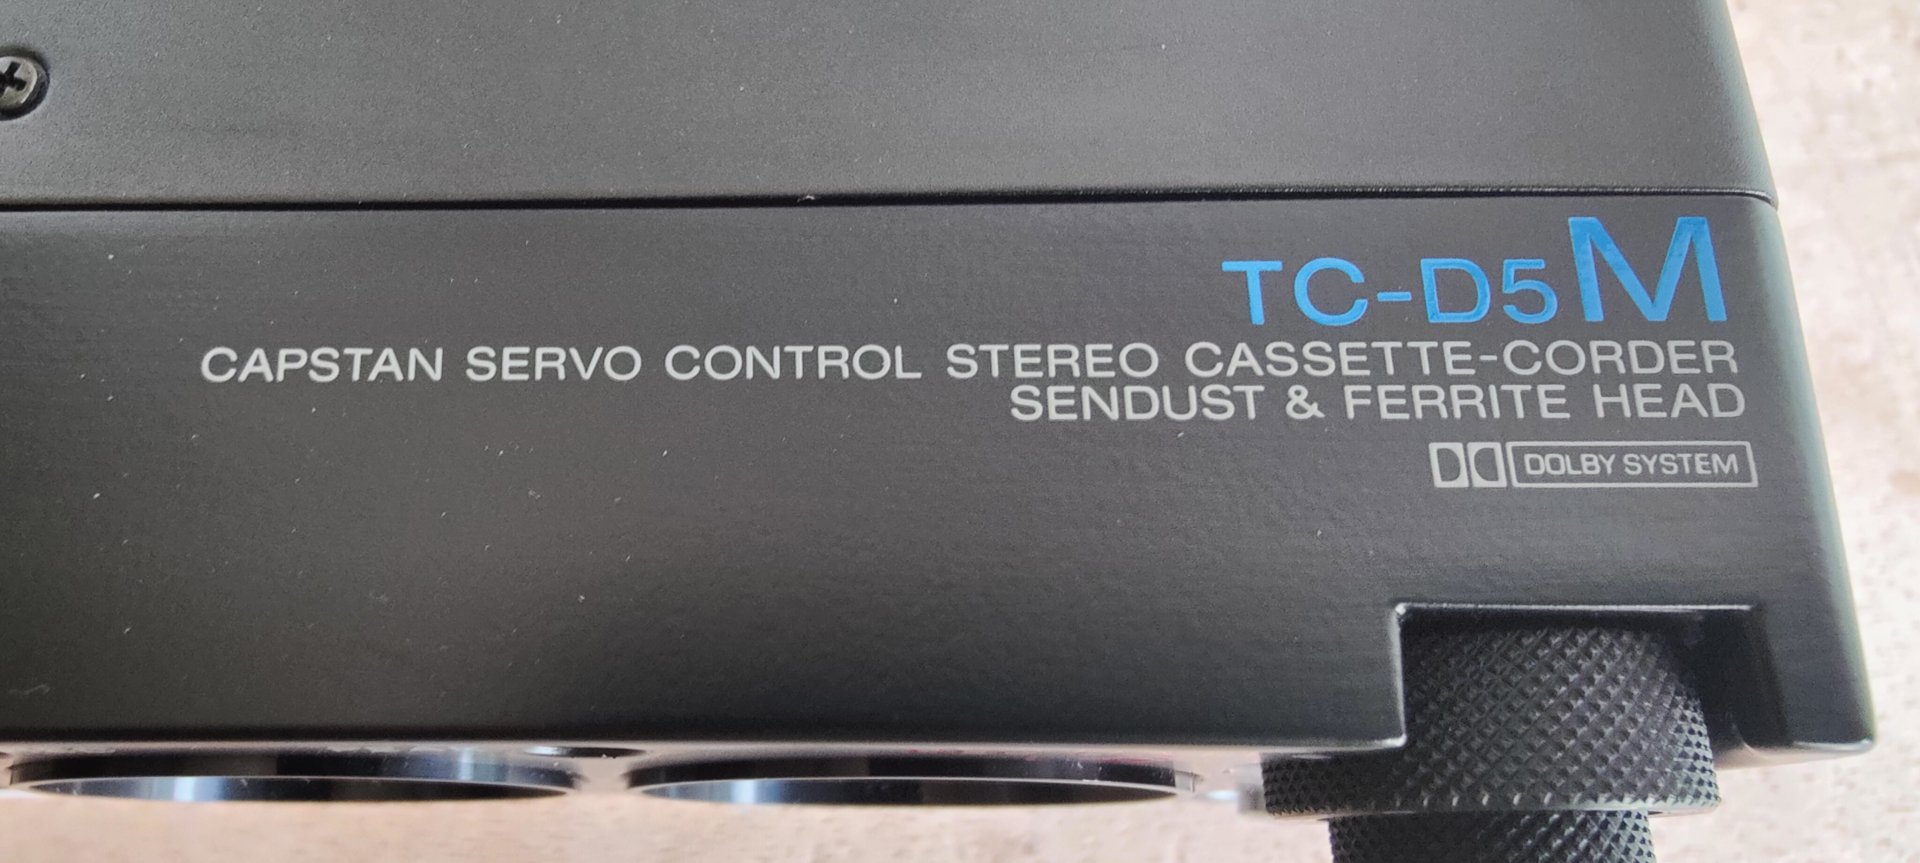 TC-D5M
CAPSTAN SERVO CONTROL STEREO CASSETTE-CORDER
SENDUST & FERRITE HEAD
DOLBY SYSTEM